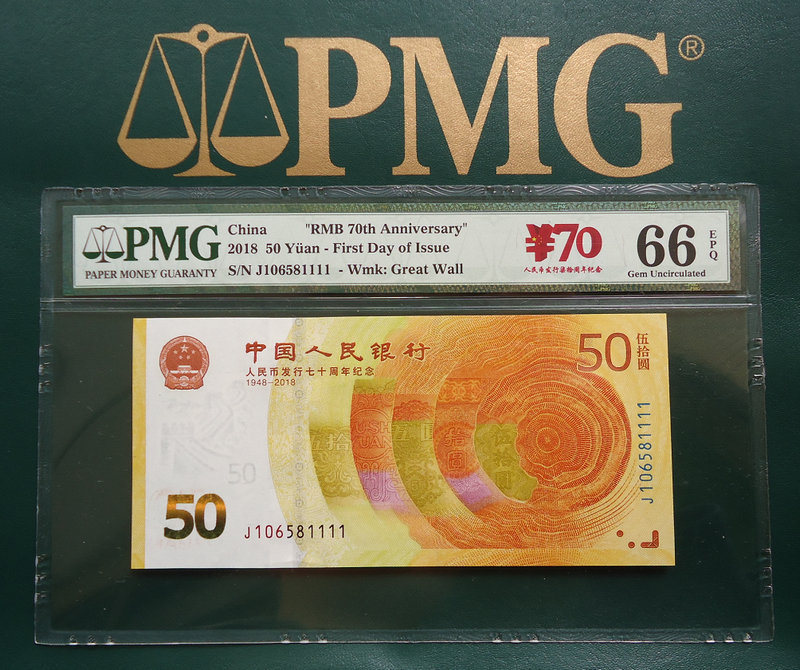 PMG®
PMG
PAPER MONEY GUARANTY
China "RMB 70th Anniversary"
2018 50 Yüan - First Day of Issue
S/N J106581111 - Wmk: Great Wall
¥70
人民币发行柒拾周年纪念
66 EPQ
Gem Uncirculated
中国人民银行
人民币发行七十周年纪念
1948-2018
50 伍拾圆
50
50
J106581111
J106581111